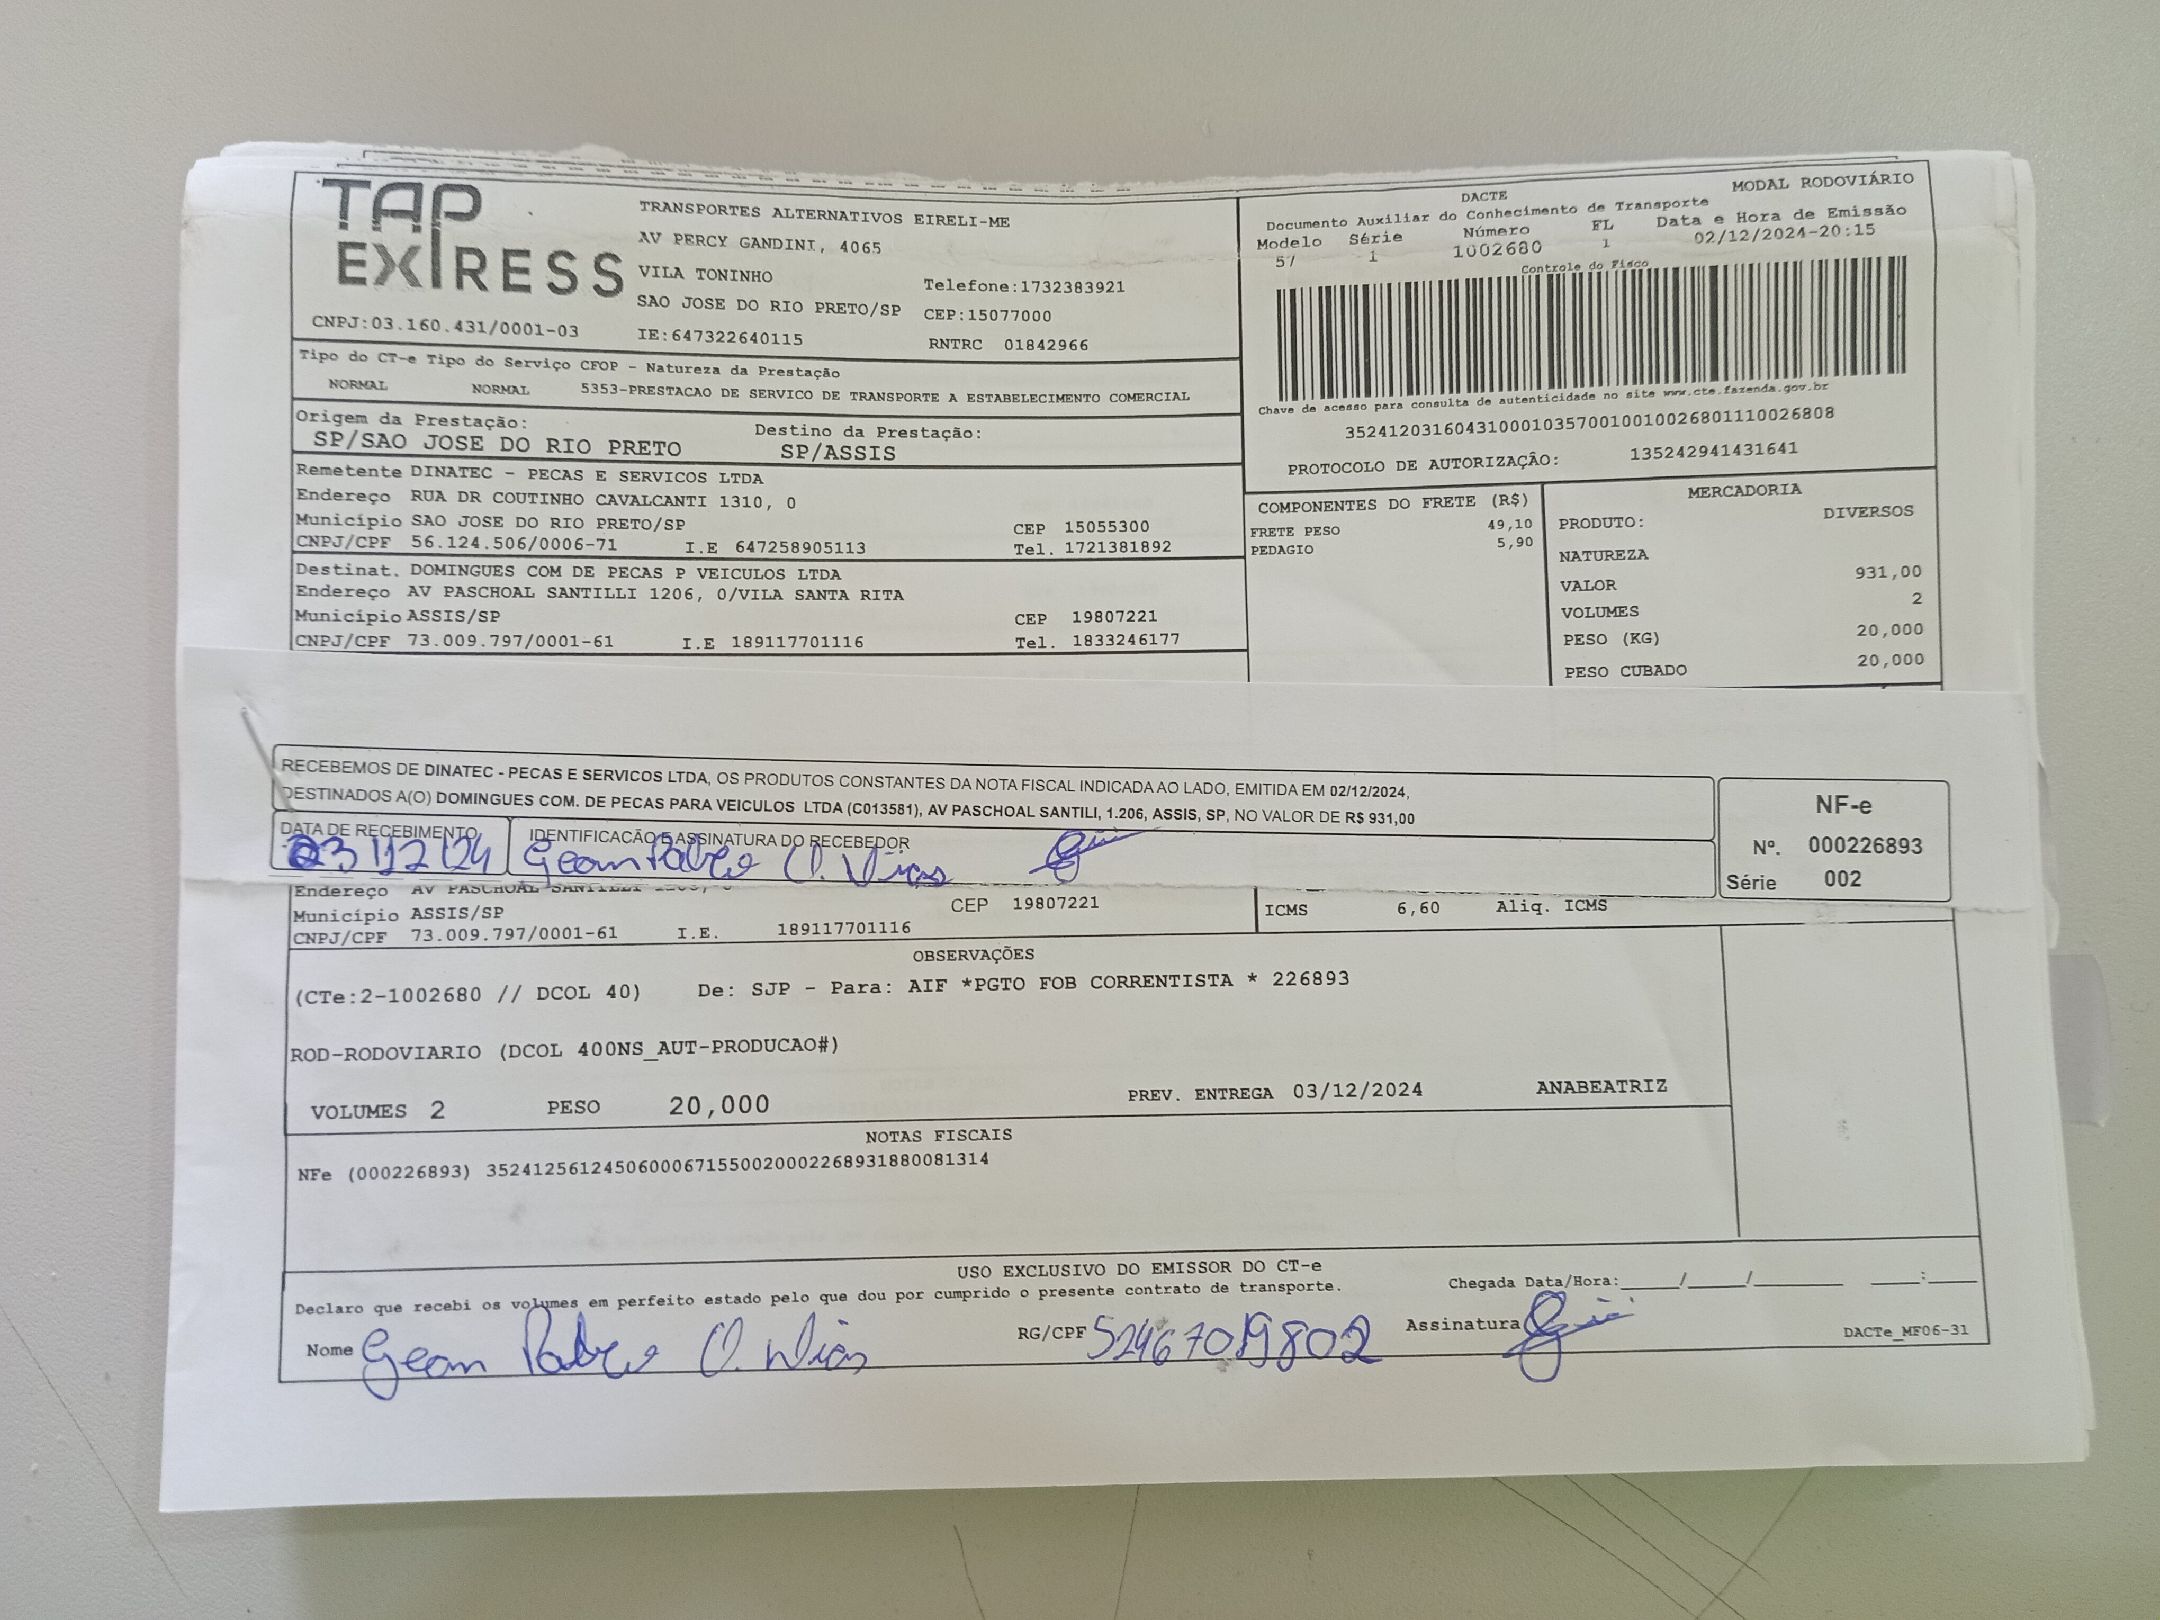 TAP
EXPRESS
TRANSPORTES ALTERNATIVOS EIRELI-ME
AV PERCY GANDINI, 4065
VILA TONINHO
Telefone:1732383921
SAO JOSE DO RIO PRETO/SP CEP:15077000
CNPJ:03.160.431/0001-03 IE:647322640115 RNTRC 01842966
DACTE MODAL RODOVIÁRIO
Documento Auxiliar do Conhecimento de Transporte
Modelo Série Número FL Data e Hora de Emissão
57 1 1002680 1 02/12/2024-20:15
Controle do Fisco
Chave de acesso para consulta de autenticidade no site www.cte.fazenda.gov.br
35241203160431000103570010010026801110026808
PROTOCOLO DE AUTORIZAÇÃO: 135242941431641
Tipo do CT-e Tipo do Serviço CFOP - Natureza da Prestação
NORMAL NORMAL 5353-PRESTACAO DE SERVICO DE TRANSPORTE A ESTABELECIMENTO COMERCIAL
Origem da Prestação: Destino da Prestação:
SP/SAO JOSE DO RIO PRETO SP/ASSIS
Remetente DINATEC - PECAS E SERVICOS LTDA
Endereço RUA DR COUTINHO CAVALCANTI 1310, 0
Município SAO JOSE DO RIO PRETO/SP CEP 15055300
CNPJ/CPF 56.124.506/0006-71 I.E 647258905113 Tel. 1721381892
Destinat. DOMINGUES COM DE PECAS P VEICULOS LTDA
Endereço AV PASCHOAL SANTILLI 1206, 0/VILA SANTA RITA
Município ASSIS/SP CEP 19807221
CNPJ/CPF 73.009.797/0001-61 I.E 189117701116 Tel. 1833246177
COMPONENTES DO FRETE (R$)
FRETE PESO 49,10
PEDAGIO 5,90
MERCADORIA
PRODUTO: DIVERSOS
NATUREZA
VALOR 931,00
VOLUMES 2
PESO (KG) 20,000
PESO CUBADO 20,000
RECEBEMOS DE DINATEC - PECAS E SERVICOS LTDA, OS PRODUTOS CONSTANTES DA NOTA FISCAL INDICADA AO LADO, EMITIDA EM 02/12/2024,
DESTINADOS A(O) DOMINGUES COM. DE PECAS PARA VEICULOS LTDA (C013581), AV PASCHOAL SANTILI, 1.206, ASSIS, SP, NO VALOR DE R$ 931,00
DATA DE RECEBIMENTO IDENTIFICAÇÃO E ASSINATURA DO RECEBEDOR
03/12/24 Gean Pablo O. Dias
NF-e
Nº. 000226893
Série 002
Endereço AV PASCHOAL SANTILLI
Município ASSIS/SP CEP 19807221
CNPJ/CPF 73.009.797/0001-61 I.E. 189117701116
ICMS 6,60 Aliq. ICMS
OBSERVAÇÕES
(CTe:2-1002680 // DCOL 40) De: SJP - Para: AIF *PGTO FOB CORRENTISTA * 226893
ROD-RODOVIARIO (DCOL 400NS_AUT-PRODUCAO#)
VOLUMES 2 PESO 20,000 PREV. ENTREGA 03/12/2024 ANABEATRIZ
NOTAS FISCAIS
NFe (000226893) 35241256124506000671550020002268931880081314
USO EXCLUSIVO DO EMISSOR DO CT-e
Declaro que recebi os volumes em perfeito estado pelo que dou por cumprido o presente contrato de transporte. Chegada Data/Hora:_____/_____/________ ____:____
Nome Gean Pablo O. Dias RG/CPF 52467019802 Assinatura DACTe_MF06-31